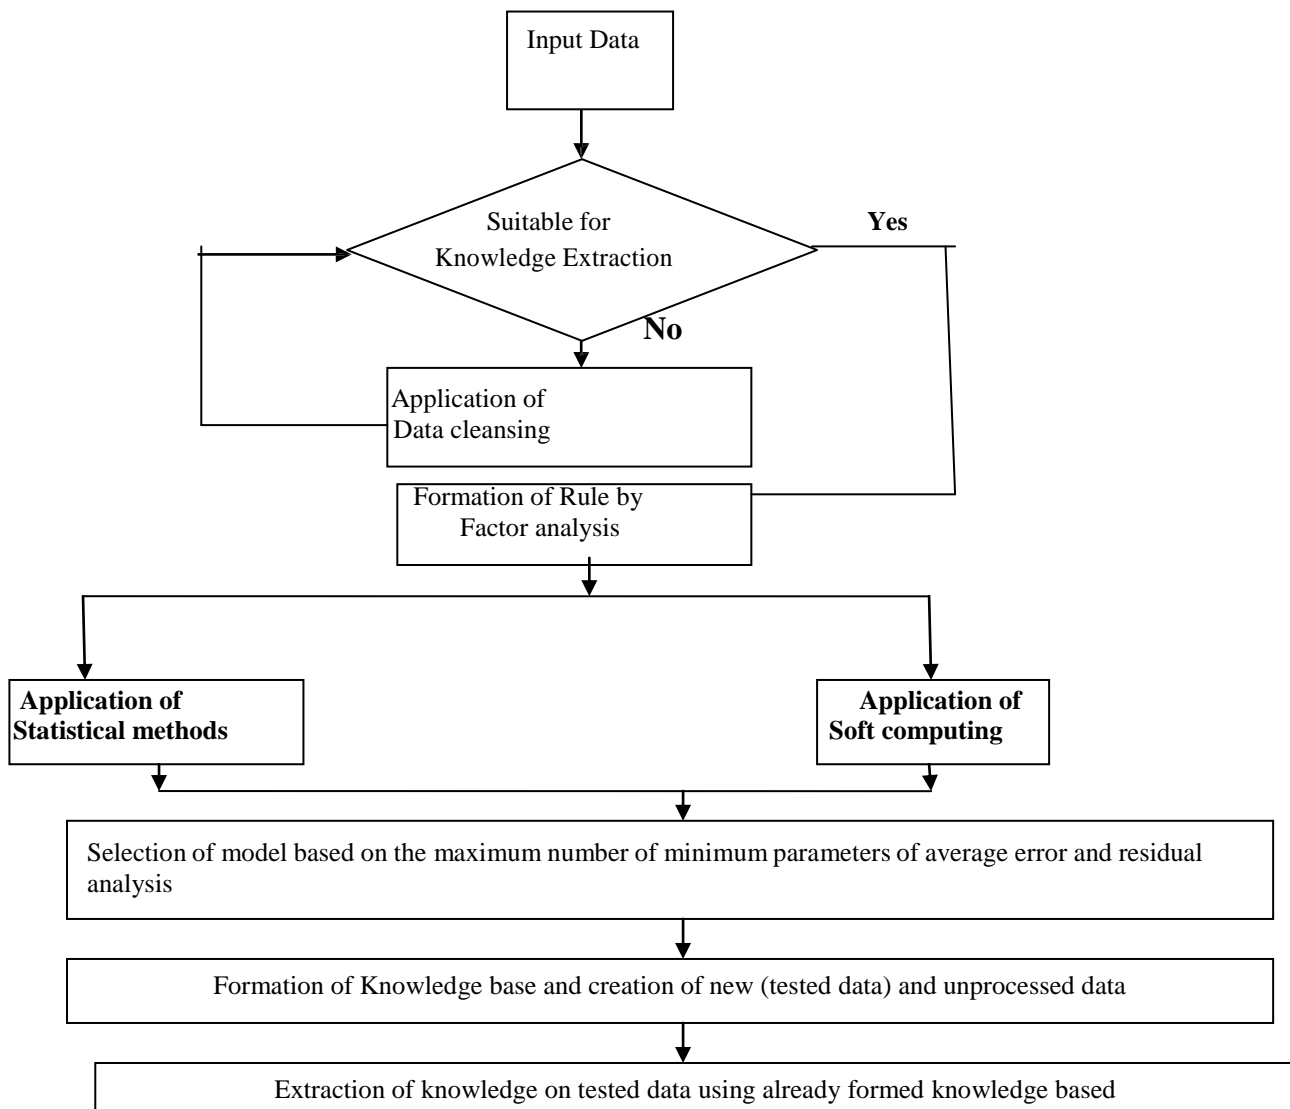 Input Data
Suitable for
Knowledge Extraction
Yes
No
Application of
Data cleansing
Formation of Rule by
Factor analysis
Application of
Statistical methods
Application of
Soft computing
Selection of model based on the maximum number of minimum parameters of average error and residual
analysis
Formation of Knowledge base and creation of new (tested data) and unprocessed data
Extraction of knowledge on tested data using already formed knowledge based